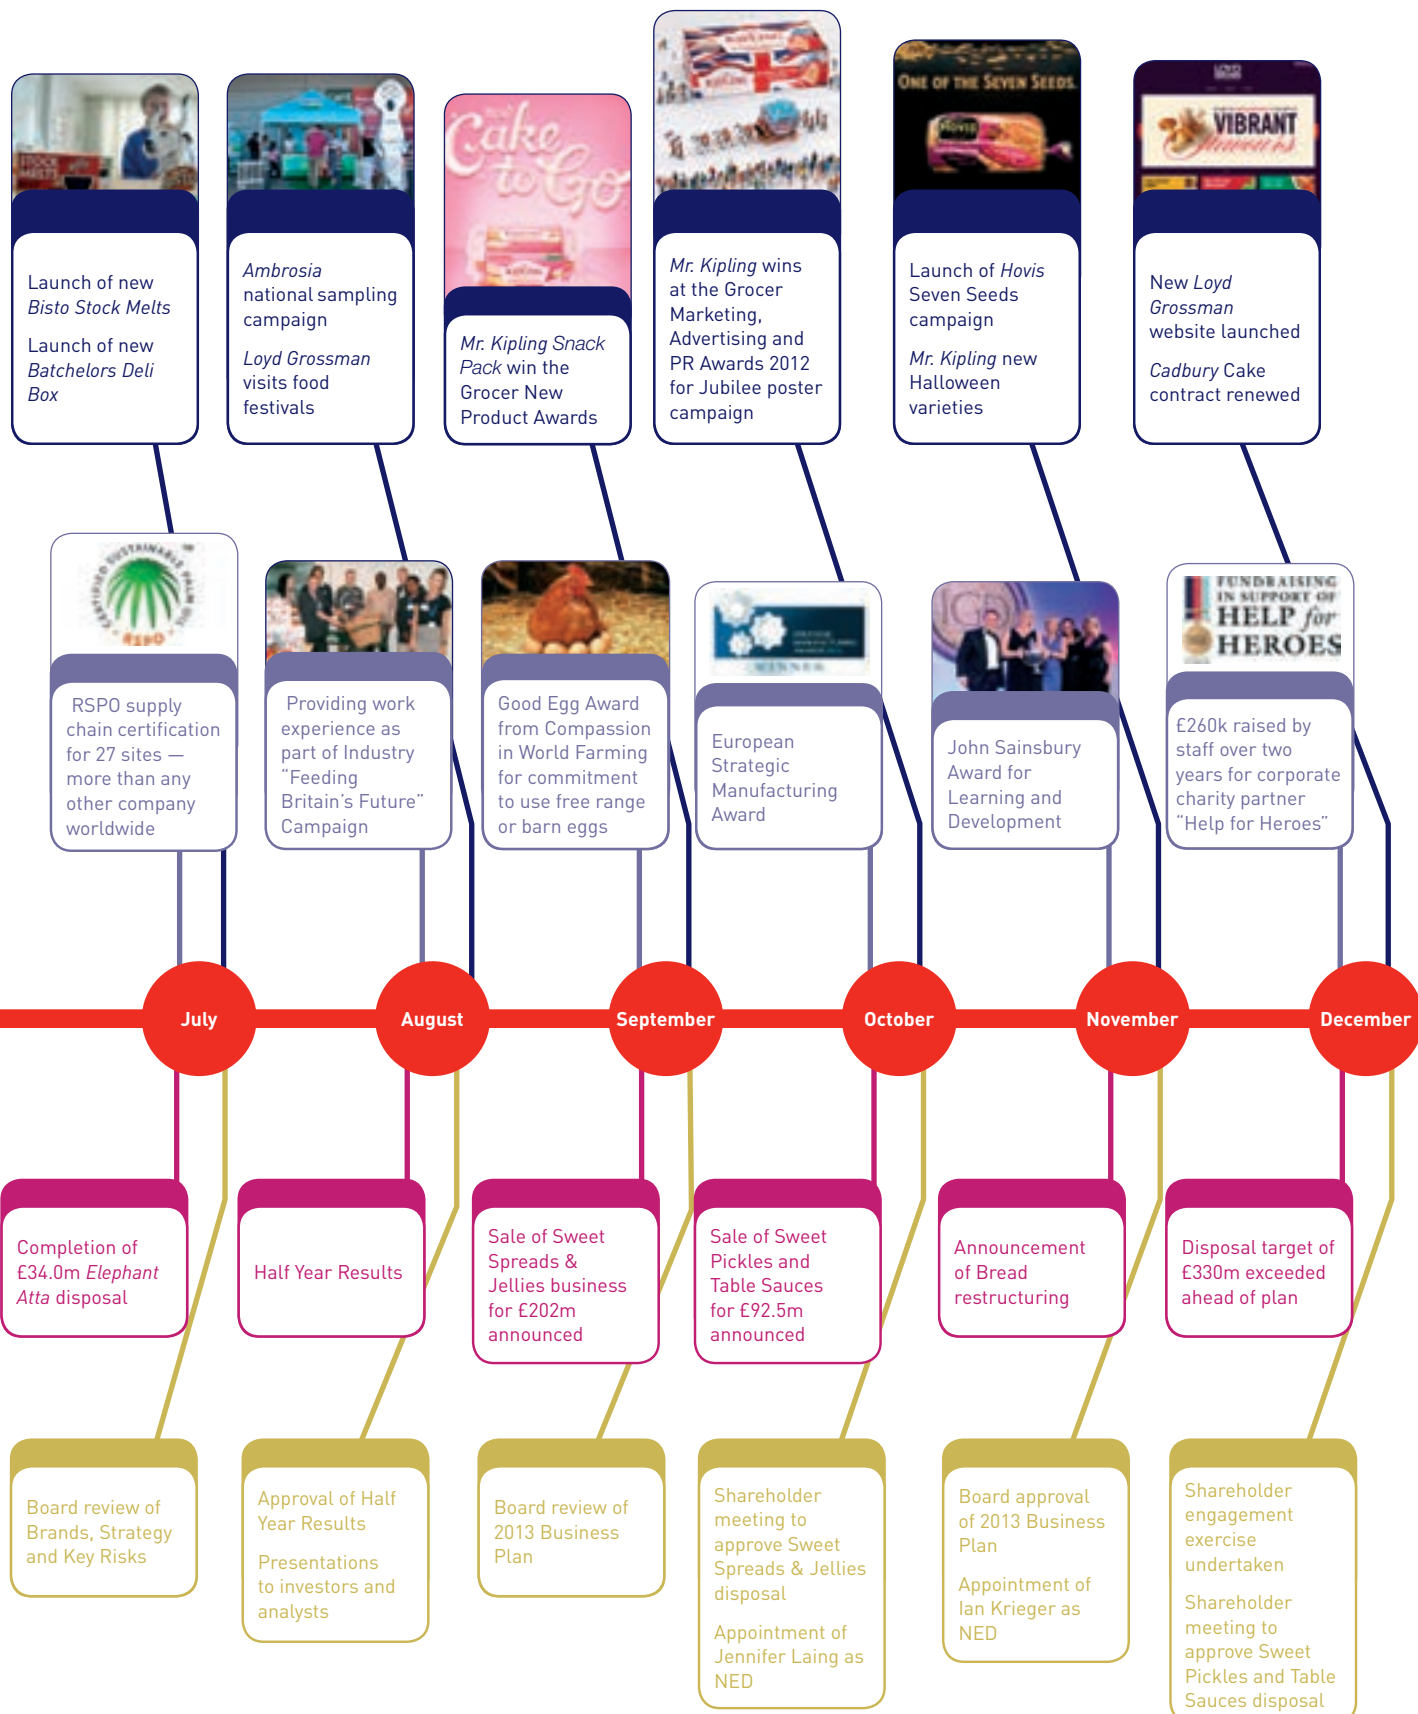 STOCK
MELTS
Cake
to Go
ONE OF THE SEVEN SEEDS.
HOVIS
VIBRANT
flavours
Launch of new
Bisto Stock Melts
Launch of new
Batchelors Deli
Box
Ambrosia
national sampling
campaign
Loyd Grossman
visits food
festivals
Mr. Kipling Snack
Pack win the
Grocer New
Product Awards
Mr. Kipling wins
at the Grocer
Marketing,
Advertising and
PR Awards 2012
for Jubilee poster
campaign
Launch of Hovis
Seven Seeds
campaign
Mr. Kipling new
Halloween
varieties
New Loyd
Grossman
website launched
Cadbury Cake
contract renewed
CERTIFIED SUSTAINABLE PALM OIL
RSPO
WINNER
FUNDRAISING
IN SUPPORT OF
HELP for
HEROES
RSPO supply
chain certification
for 27 sites —
more than any
other company
worldwide
Providing work
experience as
part of Industry
“Feeding
Britain’s Future”
Campaign
Good Egg Award
from Compassion
in World Farming
for commitment
to use free range
or barn eggs
European
Strategic
Manufacturing
Award
John Sainsbury
Award for
Learning and
Development
£260k raised by
staff over two
years for corporate
charity partner
“Help for Heroes”
July
August
September
October
November
December
Completion of
£34.0m Elephant
Atta disposal
Half Year Results
Sale of Sweet
Spreads &
Jellies business
for £202m
announced
Sale of Sweet
Pickles and
Table Sauces
for £92.5m
announced
Announcement
of Bread
restructuring
Disposal target of
£330m exceeded
ahead of plan
Board review of
Brands, Strategy
and Key Risks
Approval of Half
Year Results
Presentations
to investors and
analysts
Board review of
2013 Business
Plan
Shareholder
meeting to
approve Sweet
Spreads & Jellies
disposal
Appointment of
Jennifer Laing as
NED
Board approval
of 2013 Business
Plan
Appointment of
Ian Krieger as
NED
Shareholder
engagement
exercise
undertaken
Shareholder
meeting to
approve Sweet
Pickles and Table
Sauces disposal